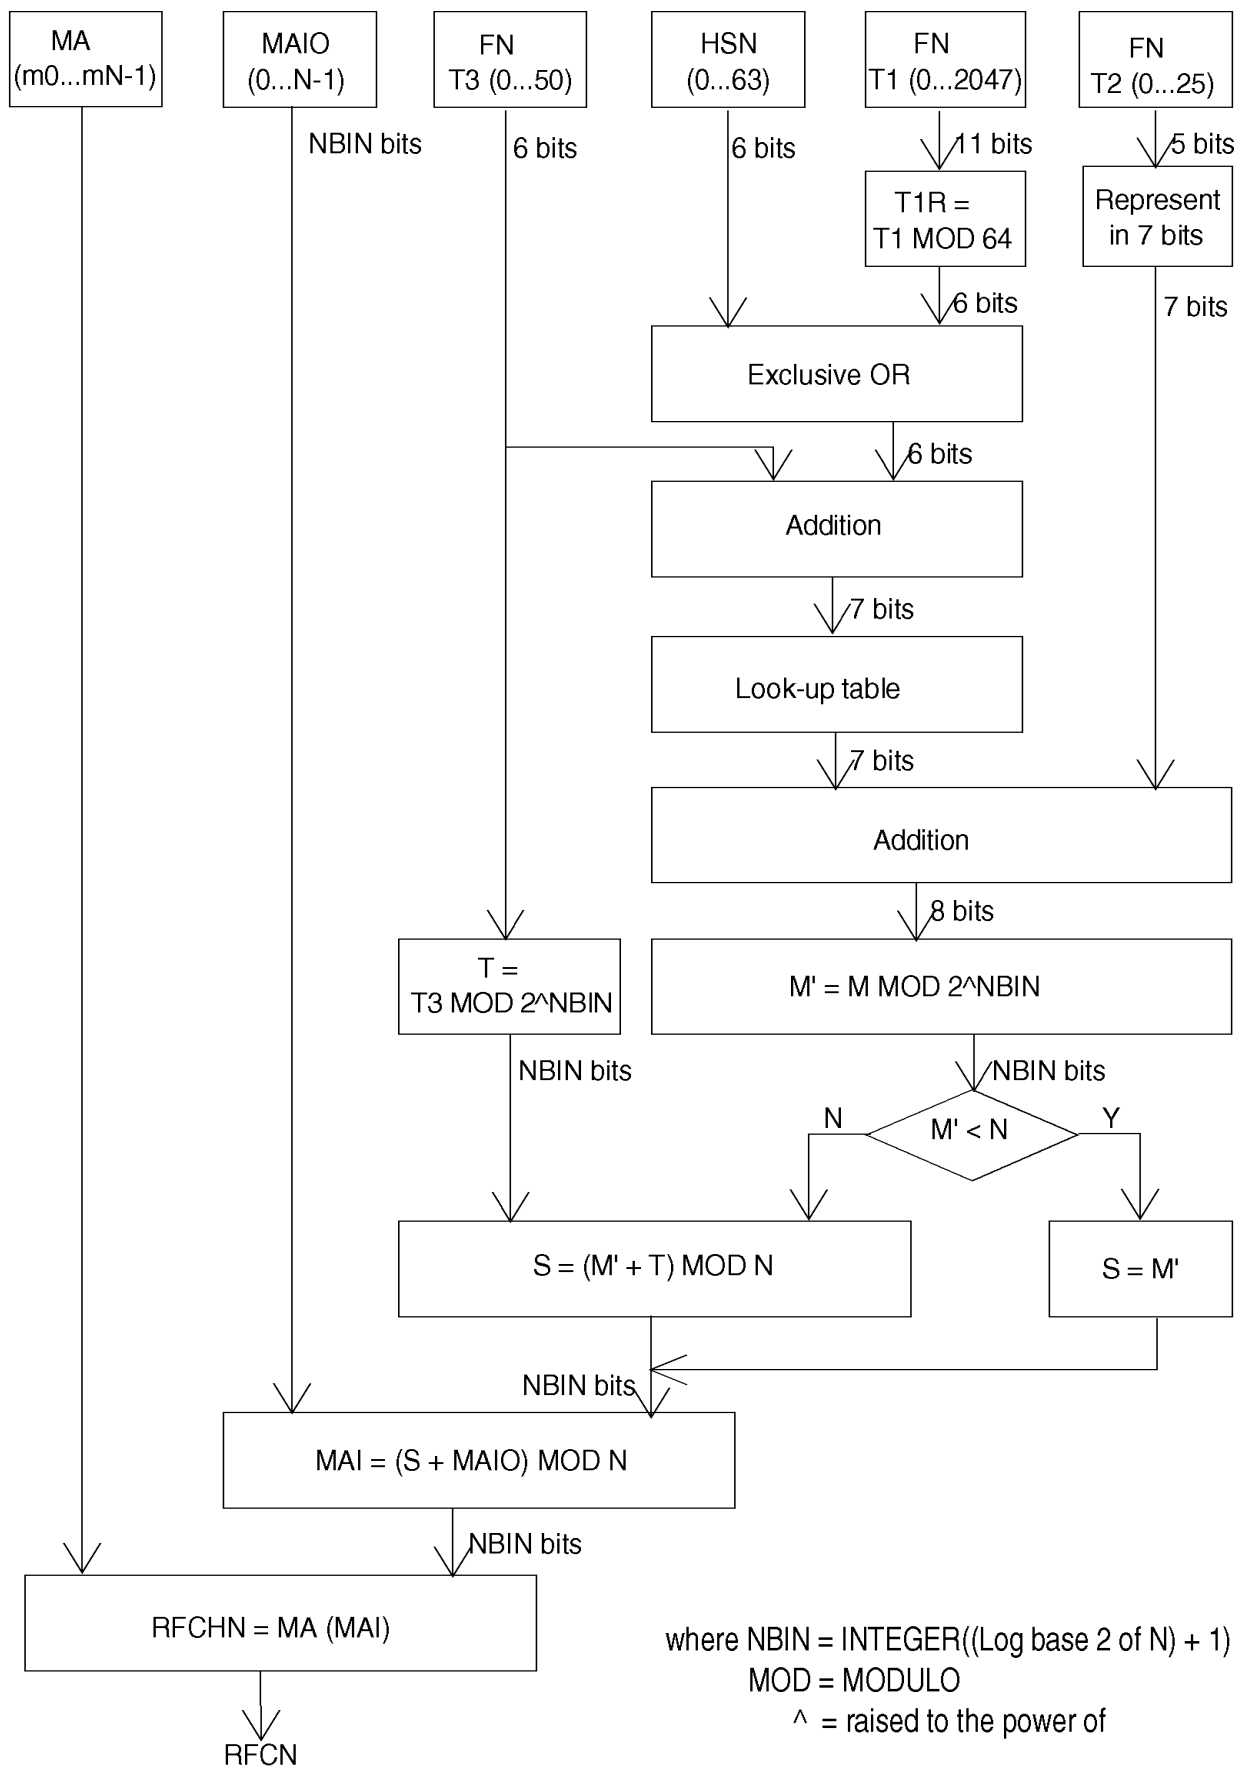 MA
(m0...mN-1)
MAIO
(0...N-1)
FN
T3 (0...50)
HSN
(0...63)
FN
T1 (0...2047)
FN
T2 (0...25)
NBIN bits
6 bits
6 bits
11 bits
5 bits
T1R =
T1 MOD 64
Represent
in 7 bits
6 bits
7 bits
Exclusive OR
6 bits
Addition
7 bits
Look-up table
7 bits
Addition
8 bits
T =
T3 MOD 2^NBIN
M' = M MOD 2^NBIN
NBIN bits
NBIN bits
N
M' < N
Y
S = (M' + T) MOD N
S = M'
NBIN bits
MAI = (S + MAIO) MOD N
NBIN bits
RFCHN = MA (MAI)
where NBIN = INTEGER((Log base 2 of N) + 1)
MOD = MODULO
^ = raised to the power of
RFCN